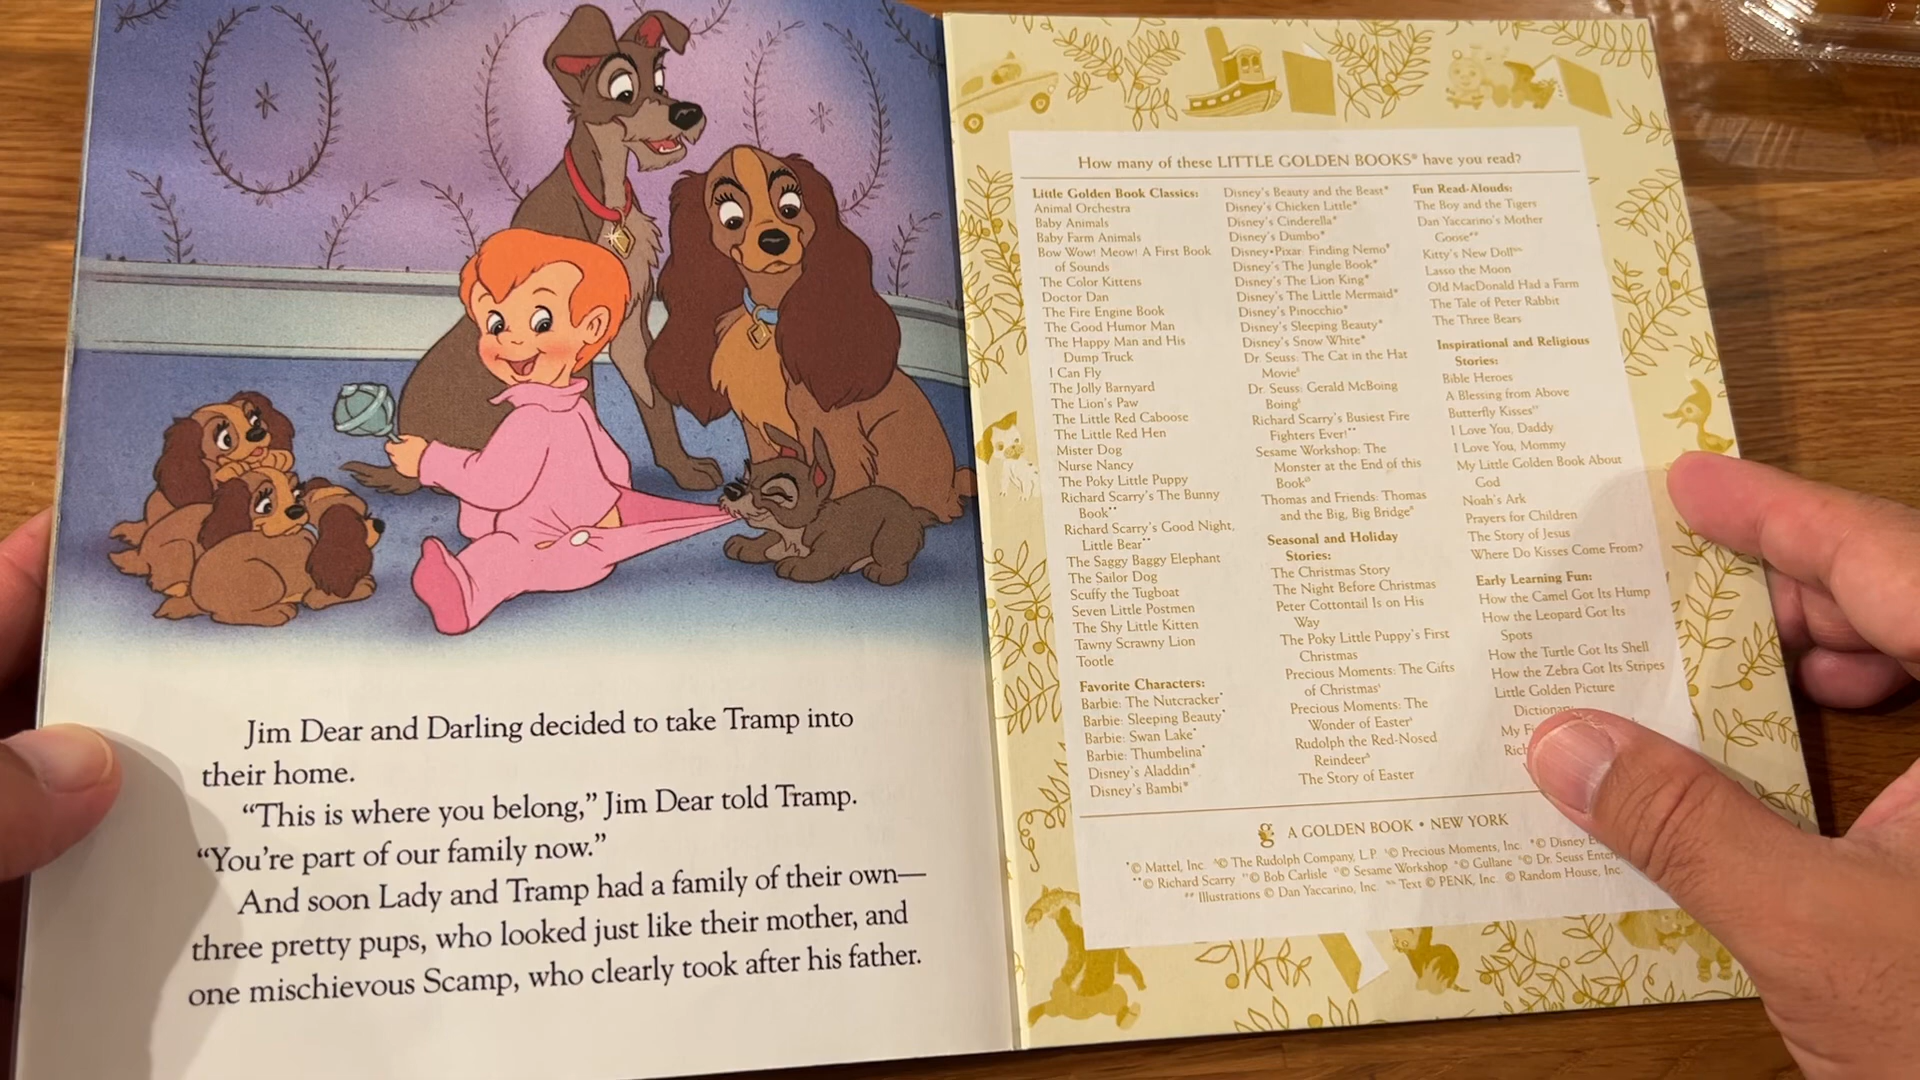 Jim Dear and Darling decided to take Tramp into
their home.
“This is where you belong,” Jim Dear told Tramp.
“You’re part of our family now.”
And soon Lady and Tramp had a family of their own—
three pretty pups, who looked just like their mother, and
one mischievous Scamp, who clearly took after his father.
How many of these LITTLE GOLDEN BOOKS® have you read?
Little Golden Book Classics:
Animal Orchestra
Baby Animals
Baby Farm Animals
Bow Wow! Meow! A First Book
of Sounds
The Color Kittens
Doctor Dan
The Fire Engine Book
The Good Humor Man
The Happy Man and His
Dump Truck
I Can Fly
The Jolly Barnyard
The Lion's Paw
The Little Red Caboose
The Little Red Hen
Mister Dog
Nurse Nancy
The Poky Little Puppy
Richard Scarry's The Bunny
Book**
Richard Scarry's Good Night,
Little Bear**
The Saggy Baggy Elephant
The Sailor Dog
Scuffy the Tugboat
Seven Little Postmen
The Shy Little Kitten
Tawny Scrawny Lion
Tootle
Favorite Characters:
Barbie: The Nutcracker
Barbie: Sleeping Beauty
Barbie: Swan Lake
Barbie: Thumbelina
Disney's Aladdin
Disney's Bambi
Disney's Beauty and the Beast
Disney's Chicken Little
Disney's Cinderella
Disney's Dumbo
Disney•Pixar: Finding Nemo
Disney's The Jungle Book
Disney's The Lion King
Disney's The Little Mermaid
Disney's Pinocchio
Disney's Sleeping Beauty
Disney's Snow White
Dr. Seuss: The Cat in the Hat
Movie
Dr. Seuss: Gerald McBoing
Boing
Richard Scarry's Busiest Fire
Fighters Ever!**
Sesame Workshop: The
Monster at the End of this
Book
Thomas and Friends: Thomas
and the Big, Big Bridge
Seasonal and Holiday
Stories:
The Christmas Story
The Night Before Christmas
Peter Cottontail Is on His
Way
The Poky Little Puppy's First
Christmas
Precious Moments: The Gifts
of Christmas
Precious Moments: The
Wonder of Easter
Rudolph the Red-Nosed
Reindeer
The Story of Easter
Fun Read-Alouds:
The Boy and the Tigers
Dan Yaccarino's Mother
Goose
Kitty's New Doll
Lasso the Moon
Old MacDonald Had a Farm
The Tale of Peter Rabbit
The Three Bears
Inspirational and Religious
Stories:
Bible Heroes
A Blessing from Above
Butterfly Kisses
I Love You, Daddy
I Love You, Mommy
My Little Golden Book About
God
Noah's Ark
Prayers for Children
The Story of Jesus
Where Do Kisses Come From?
Early Learning Fun:
How the Camel Got Its Hump
How the Leopard Got Its
Spots
How the Turtle Got Its Shell
How the Zebra Got Its Stripes
Little Golden Picture
My
A GOLDEN BOOK • NEW YORK
© Mattel, Inc. © The Rudolph Company, L.P. © Precious Moments, Inc. © Disney
**© Richard Scarry © Bob Carlisle © Sesame Workshop © Gullane © Dr. Seuss
Illustrations © Dan Yaccarino, Inc. Text © PENK, Inc. © Random House, Inc